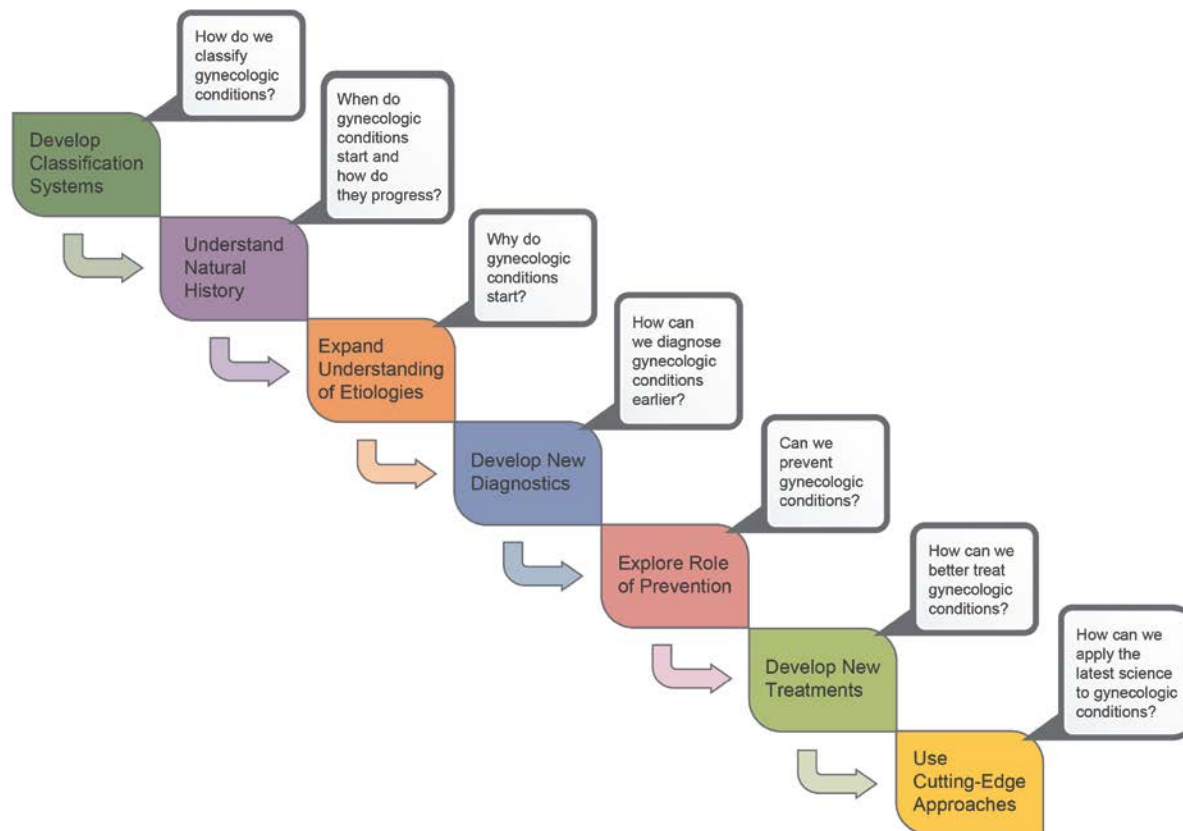 How do we
classify
gynecologic
conditions?
Develop
Classification
Systems
When do
gynecologic
conditions
start and
how do
they progress?
Understand
Natural
History
Why do
gynecologic
conditions
start?
Expand
Understanding
of Etiologies
How can
we diagnose
gynecologic
conditions
earlier?
Develop New
Diagnostics
Can we
prevent
gynecologic
conditions?
Explore Role
of Prevention
How can we
better treat
gynecologic
conditions?
Develop New
Treatments
How can we
apply the
latest science
to gynecologic
conditions?
Use
Cutting-Edge
Approaches